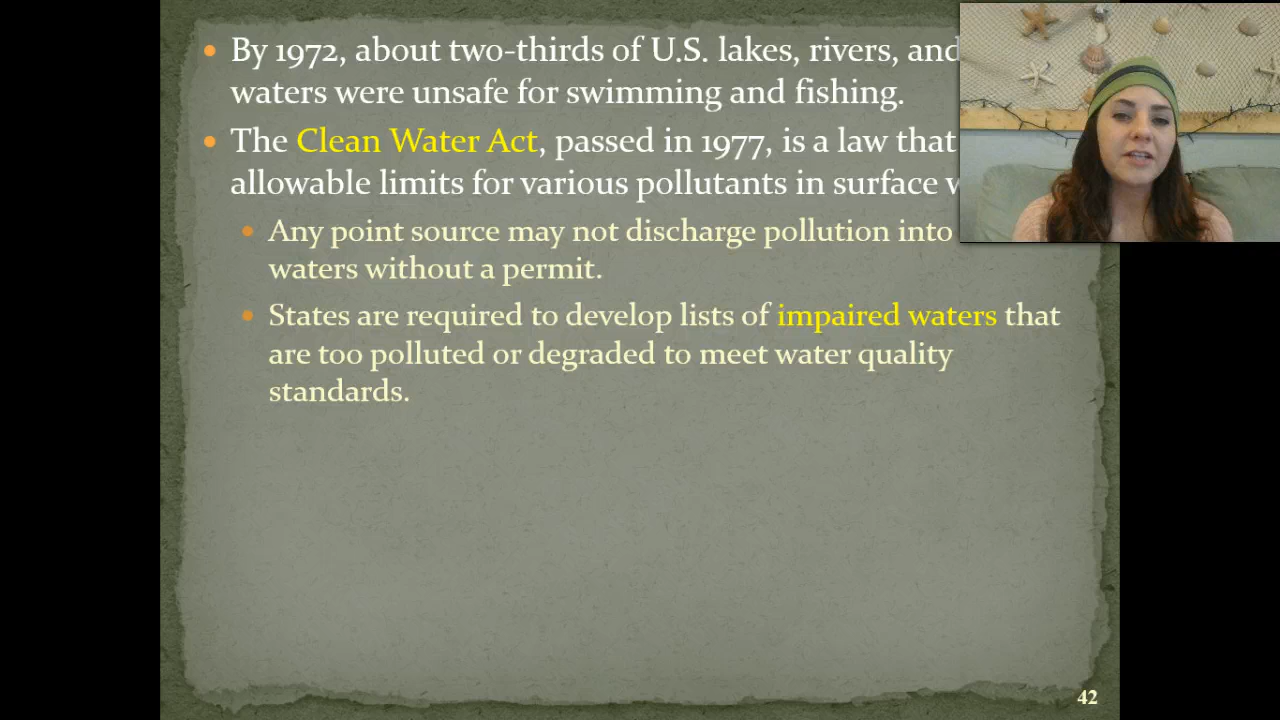 By 1972, about two-thirds of U.S. lakes, rivers, and
waters were unsafe for swimming and fishing.
The Clean Water Act, passed in 1977, is a law that
allowable limits for various pollutants in surface
Any point source may not discharge pollution into
waters without a permit.
States are required to develop lists of impaired waters that
are too polluted or degraded to meet water quality
standards.
42